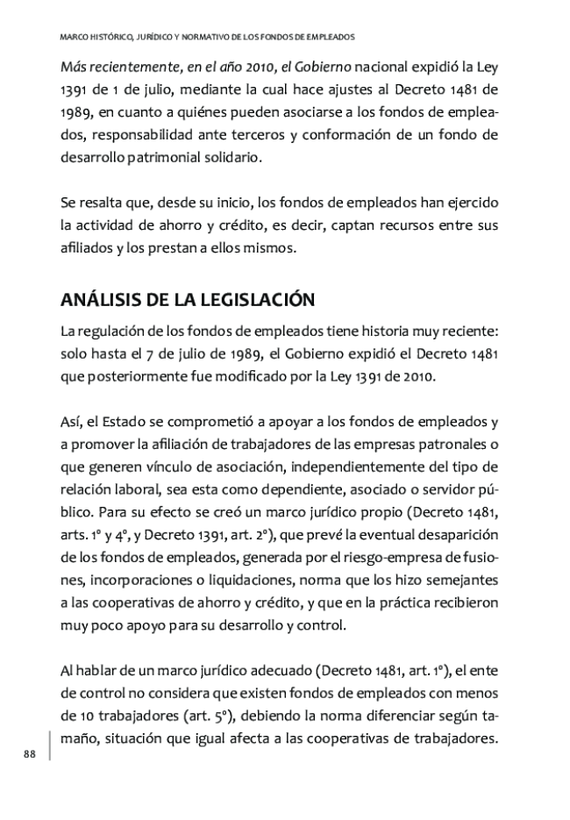 MARCO HISTÓRICO, JURÍDICO Y NORMATIVO DE LOS FONDOS DE EMPLEADOS
Más recientemente, en el año 2010, el Gobierno nacional expidió la Ley
1391 de 1 de julio, mediante la cual hace ajustes al Decreto 1481 de
1989, en cuanto a quiénes pueden asociarse a los fondos de emplea-
dos, responsabilidad ante terceros y conformación de un fondo de
desarrollo patrimonial solidario.
Se resalta que, desde su inicio, los fondos de empleados han ejercido
la actividad de ahorro y crédito, es decir, captan recursos entre sus
afiliados y los prestan a ellos mismos.
ANÁLISIS DE LA LEGISLACIÓN
La regulación de los fondos de empleados tiene historia muy reciente:
solo hasta el 7 de julio de 1989, el Gobierno expidió el Decreto 1481
que posteriormente fue modificado por la Ley 1391 de 2010.
Así, el Estado se comprometió a apoyar a los fondos de empleados y
a promover la afiliación de trabajadores de las empresas patronales o
que generen vínculo de asociación, independientemente del tipo de
relación laboral, sea esta como dependiente, asociado o servidor pú-
blico. Para su efecto se creó un marco jurídico propio (Decreto 1481,
arts. 1º y 4º, y Decreto 1391, art. 2º), que prevé la eventual desaparición
de los fondos de empleados, generada por el riesgo-empresa de fusio-
nes, incorporaciones o liquidaciones, norma que los hizo semejantes
a las cooperativas de ahorro y crédito, y que en la práctica recibieron
muy poco apoyo para su desarrollo y control.
Al hablar de un marco jurídico adecuado (Decreto 1481, art. 1º), el ente
de control no considera que existen fondos de empleados con menos
de 10 trabajadores (art. 5º), debiendo la norma diferenciar según ta-
maño, situación que igual afecta a las cooperativas de trabajadores.
88